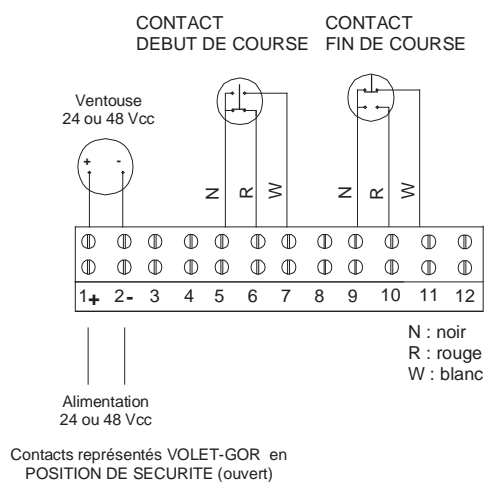 CONTACT
DEBUT DE COURSE
CONTACT
FIN DE COURSE
Ventouse
24 ou 48 Vcc
+ -
N R W N R W
1+ 2- 3 4 5 6 7 8 9 10 11 12
N : noir
R : rouge
W : blanc
Alimentation
24 ou 48 Vcc
Contacts représentés VOLET-GOR en
POSITION DE SECURITE (ouvert)